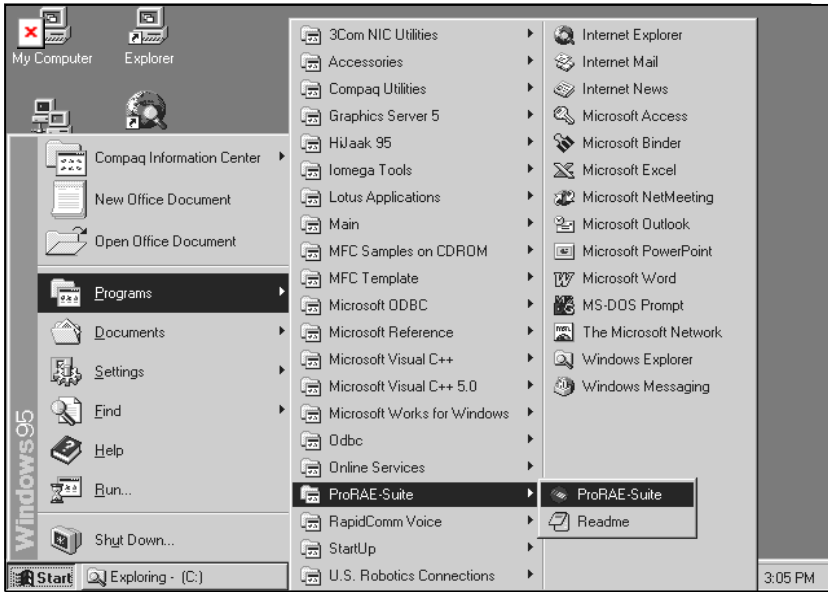 My Computer
Explorer
Compaq Information Center
New Office Document
Open Office Document
Programs
Documents
Settings
Find
Help
Run...
Shut Down...
Windows95
3Com NIC Utilities
Accessories
Compaq Utilities
Graphics Server 5
HiJaak 95
Iomega Tools
Lotus Applications
Main
MFC Samples on CDROM
MFC Template
Microsoft ODBC
Microsoft Reference
Microsoft Visual C++
Microsoft Visual C++ 5.0
Microsoft Works for Windows
Odbc
Online Services
ProRAE-Suite
RapidComm Voice
StartUp
U.S. Robotics Connections
Internet Explorer
Internet Mail
Internet News
Microsoft Access
Microsoft Binder
Microsoft Excel
Microsoft NetMeeting
Microsoft Outlook
Microsoft PowerPoint
Microsoft Word
MS-DOS Prompt
The Microsoft Network
Windows Explorer
Windows Messaging
ProRAE-Suite
Readme
Start
Exploring - (C:)
3:05 PM